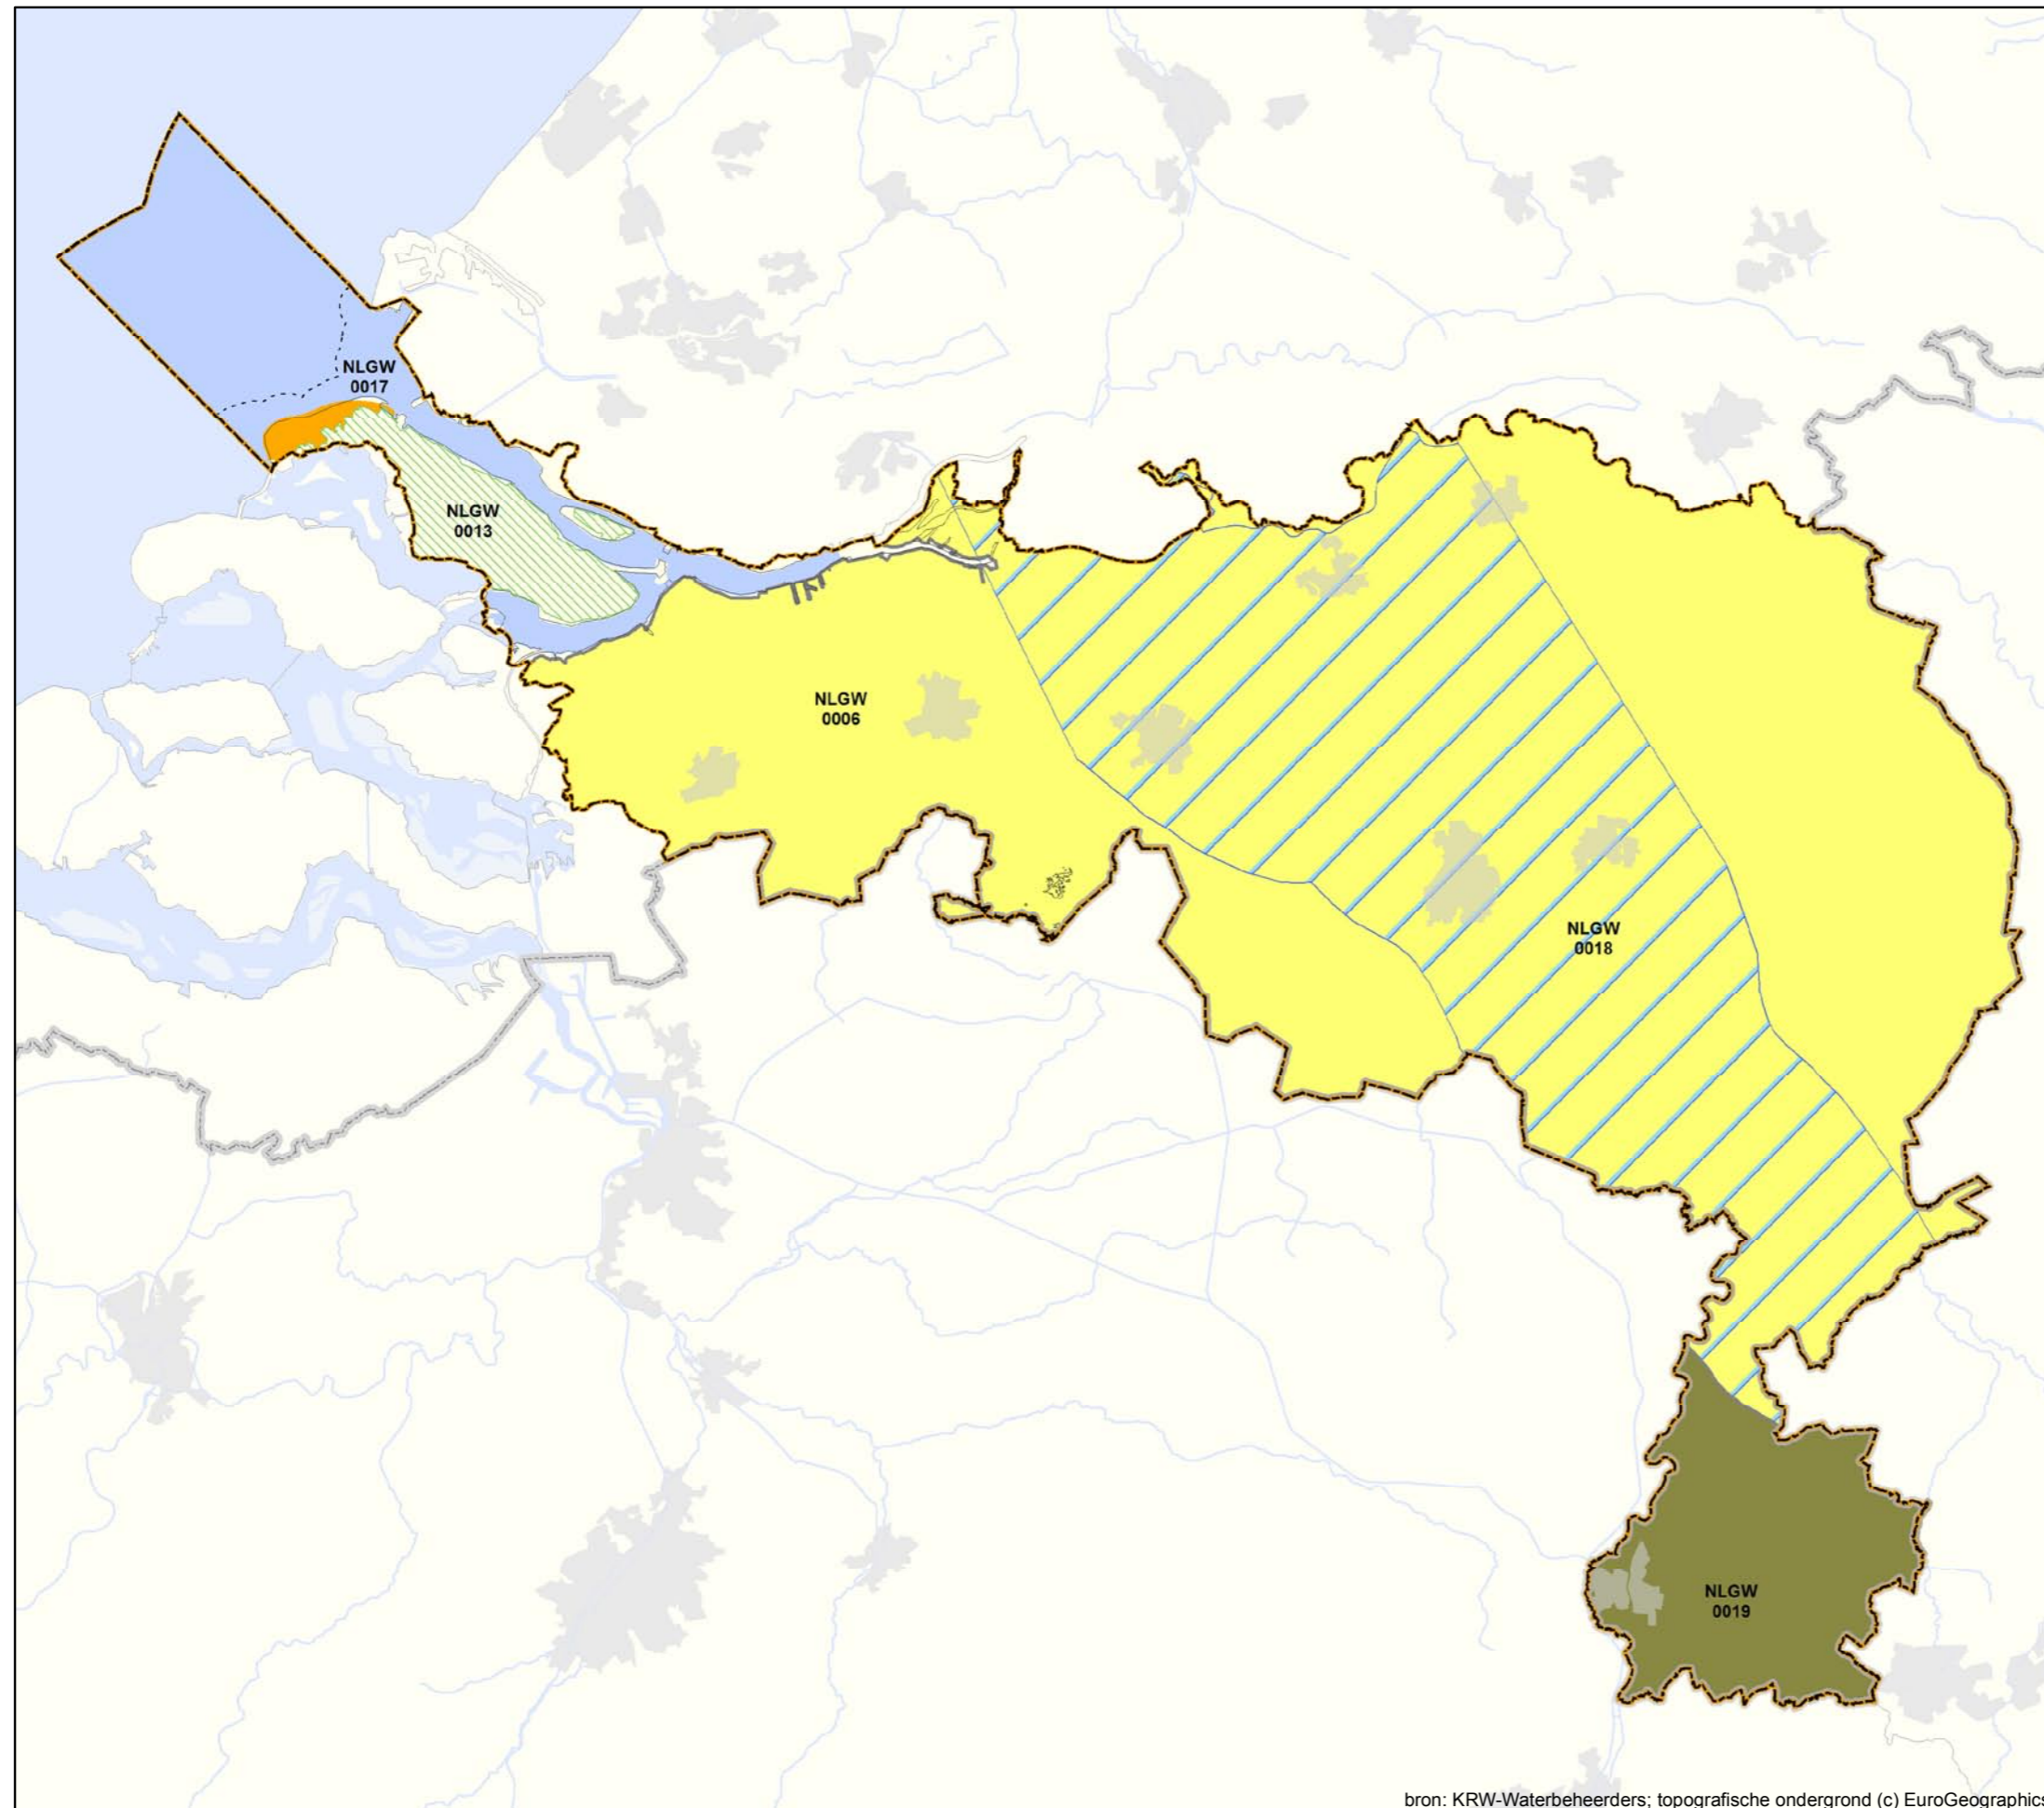 NLGW
0017
NLGW
0013
NLGW
0006
NLGW
0018
NLGW
0019
bron: KRW-Waterbeheerders; topografische ondergrond (c) EuroGeographics